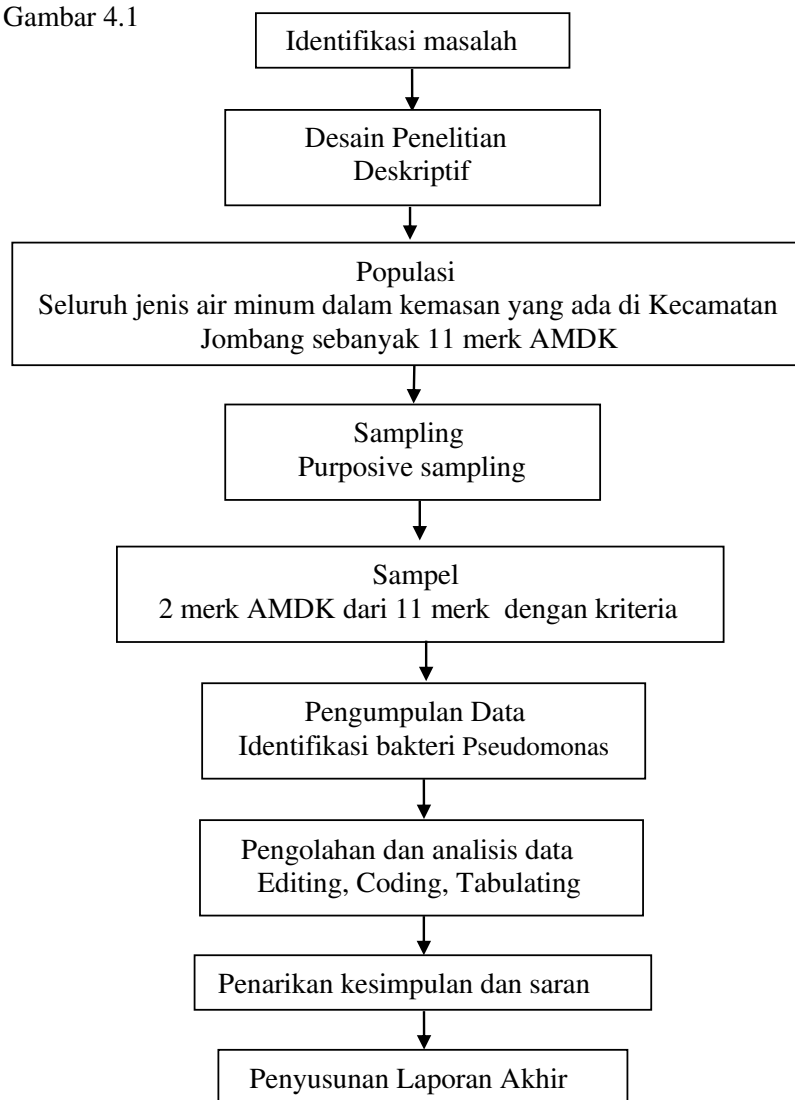 Gambar 4.1
Identifikasi masalah
Desain Penelitian
Deskriptif
Populasi
Seluruh jenis air minum dalam kemasan yang ada di Kecamatan
Jombang sebanyak 11 merk AMDK
Sampling
Purposive sampling
Sampel
2 merk AMDK dari 11 merk dengan kriteria
Pengumpulan Data
Identifikasi bakteri Pseudomonas
Pengolahan dan analisis data
Editing, Coding, Tabulating
Penarikan kesimpulan dan saran
Penyusunan Laporan Akhir